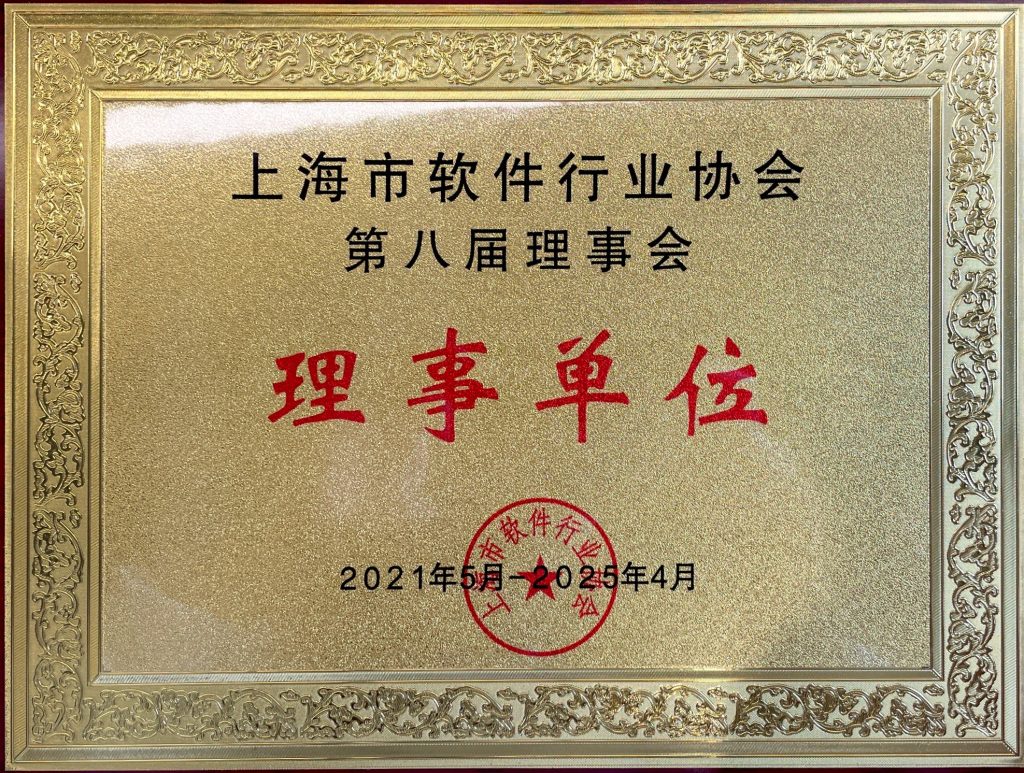 上海市软件行业协会
第八届理事会
理事单位
2021年5月-2025年4月
上海市软件行业协会